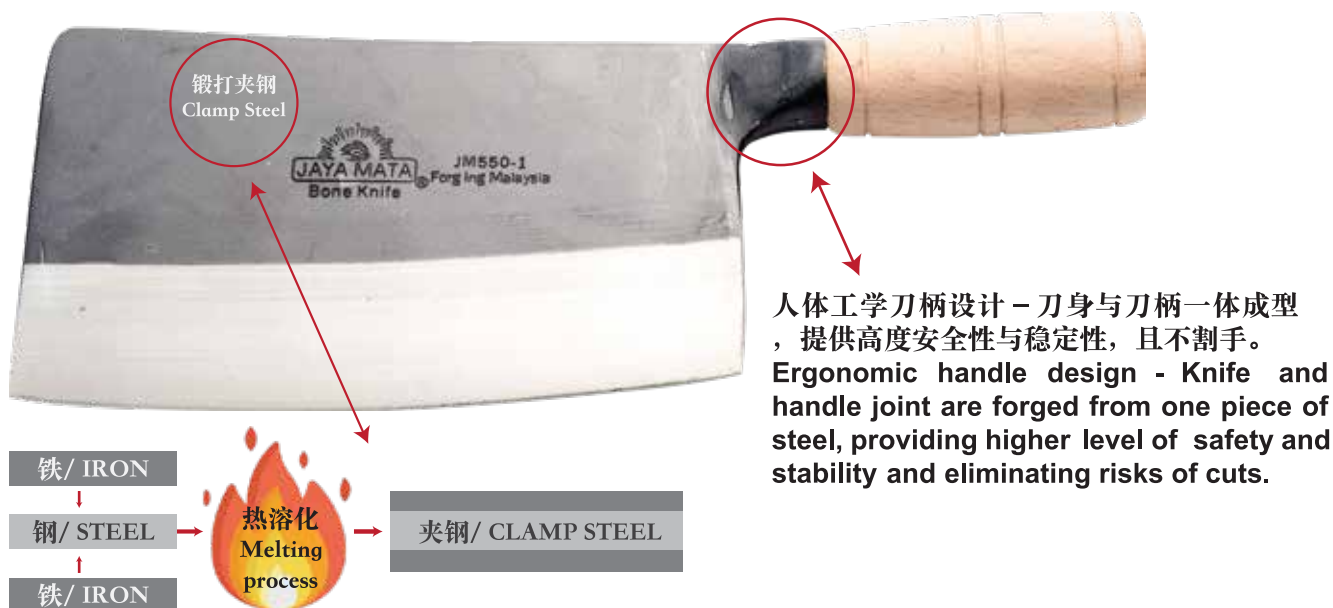 锻打夹钢
Clamp Steel
JAYA MATA®
Bone Knife
JM550-1
Forging Malaysia
人体工学刀柄设计 – 刀身与刀柄一体成型
，提供高度安全性与稳定性，且不割手。
Ergonomic handle design - Knife and
handle joint are forged from one piece of
steel, providing higher level of safety and
stability and eliminating risks of cuts.
铁/ IRON
钢/ STEEL
铁/ IRON
热溶化
Melting
process
夹钢/ CLAMP STEEL